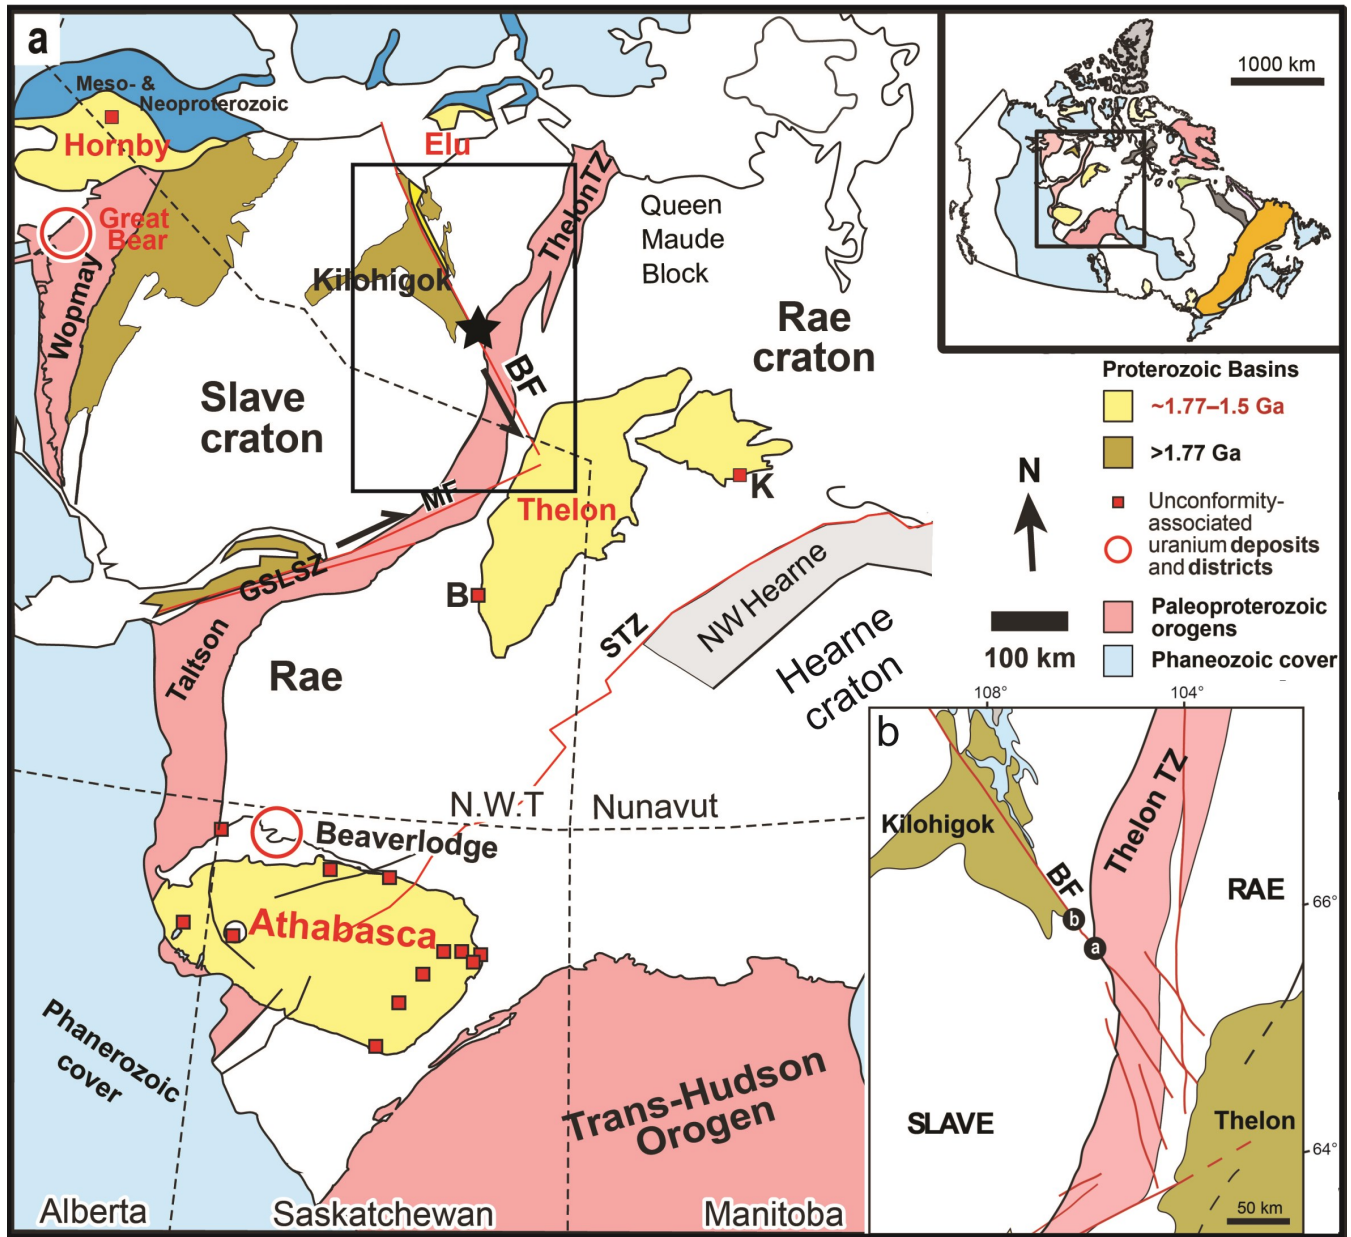 a
Meso- &
Neoproterozoic
Hornby
Elu
1000 km
Great
Bear
Wopmay
Kilohigok
Thelon TZ
Queen
Maude
Block
Rae
craton
Slave
craton
BF
MF
GSLSZ
Thelon
K
B
Taltson
Rae
STZ
NW Hearne
Hearne
craton
N.W.T
Nunavut
Beaverlodge
Athabasca
Phanerozoic
cover
Trans-Hudson
Orogen
Alberta
Saskatchewan
Manitoba
Proterozoic Basins
~1.77–1.5 Ga
>1.77 Ga
N
Unconformity-
associated
uranium deposits
and districts
100 km
Paleoproterozoic
orogens
Phaneozoic cover
108°
104°
b
Kilohigok
Thelon TZ
BF
RAE
66°
b
a
SLAVE
Thelon
64°
50 km